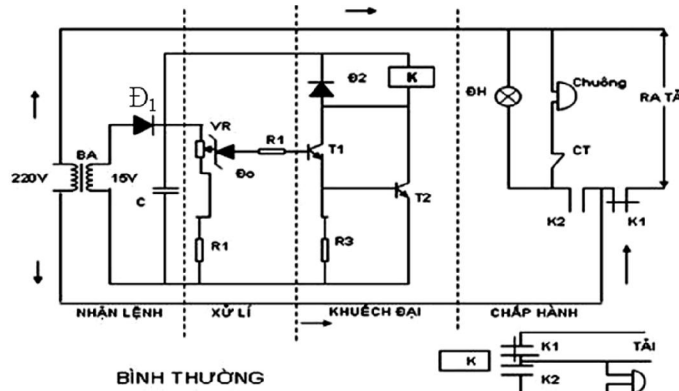 Đ1
Đ2
K
ĐH
Chuông
RA TẢ
VR
BA
R1
T1
CT
220V
15V
Đo
C
T2
K2
K1
R1
R3
NHẬN LỆNH
XỬ LÍ
KHUẾCH ĐẠI
CHẤP HÀNH
K
K1
TẢI
K2
BÌNH THƯỜNG